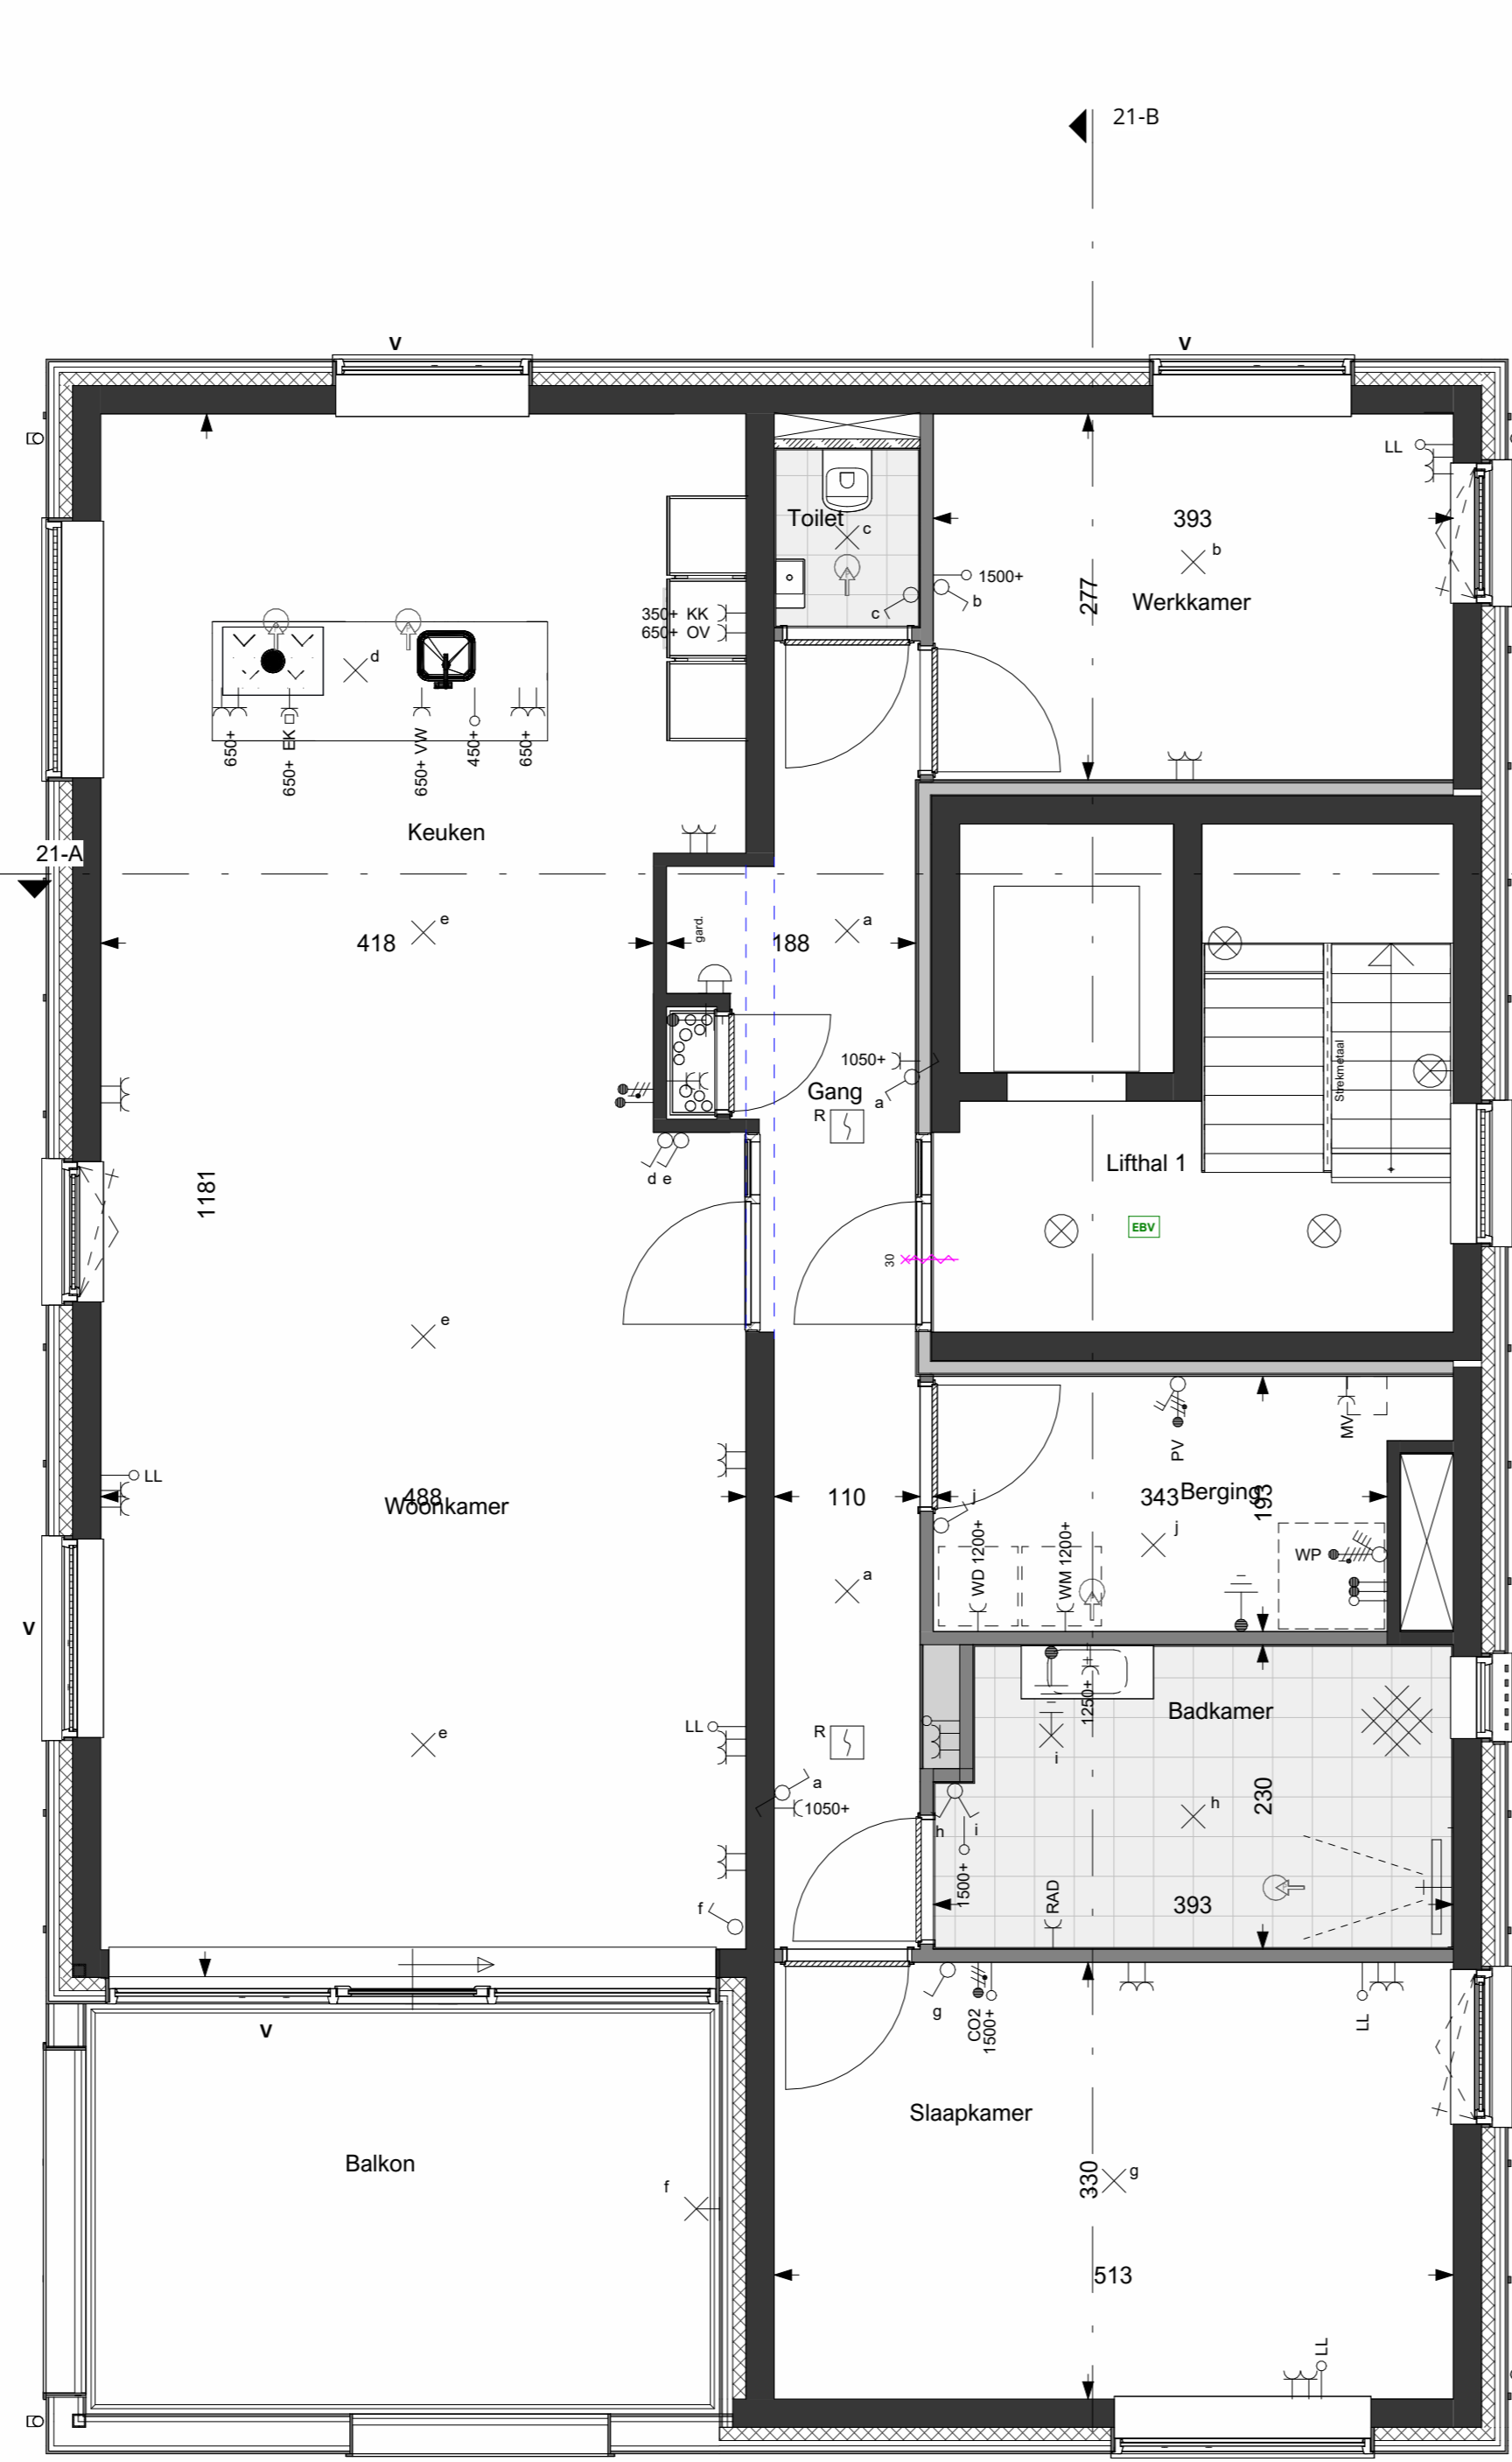 21-B
V
V
LL
Toilet
c
393
b
1500+
b
277
Werkkamer
350+ KK
650+ OV
c
d
650+
650+ EK
650+ VW
450+
650+
Keuken
21-A
e
gard.
a
418
188
1050+
Gang
a
R
Strekmetaal
Lifthal 1
d e
1181
EBV
30
e
PV
MV
LL
488
Woonkamer
110
j
343
Berging
193
j
WD 1200+
WM 1200+
WP
a
V
1250+
Badkamer
LL
R
i
e
a
1050+
230
h
h
i
1500+
RAD
393
f
g
CO2
1500+
LL
V
Slaapkamer
Balkon
f
330
g
513
LL